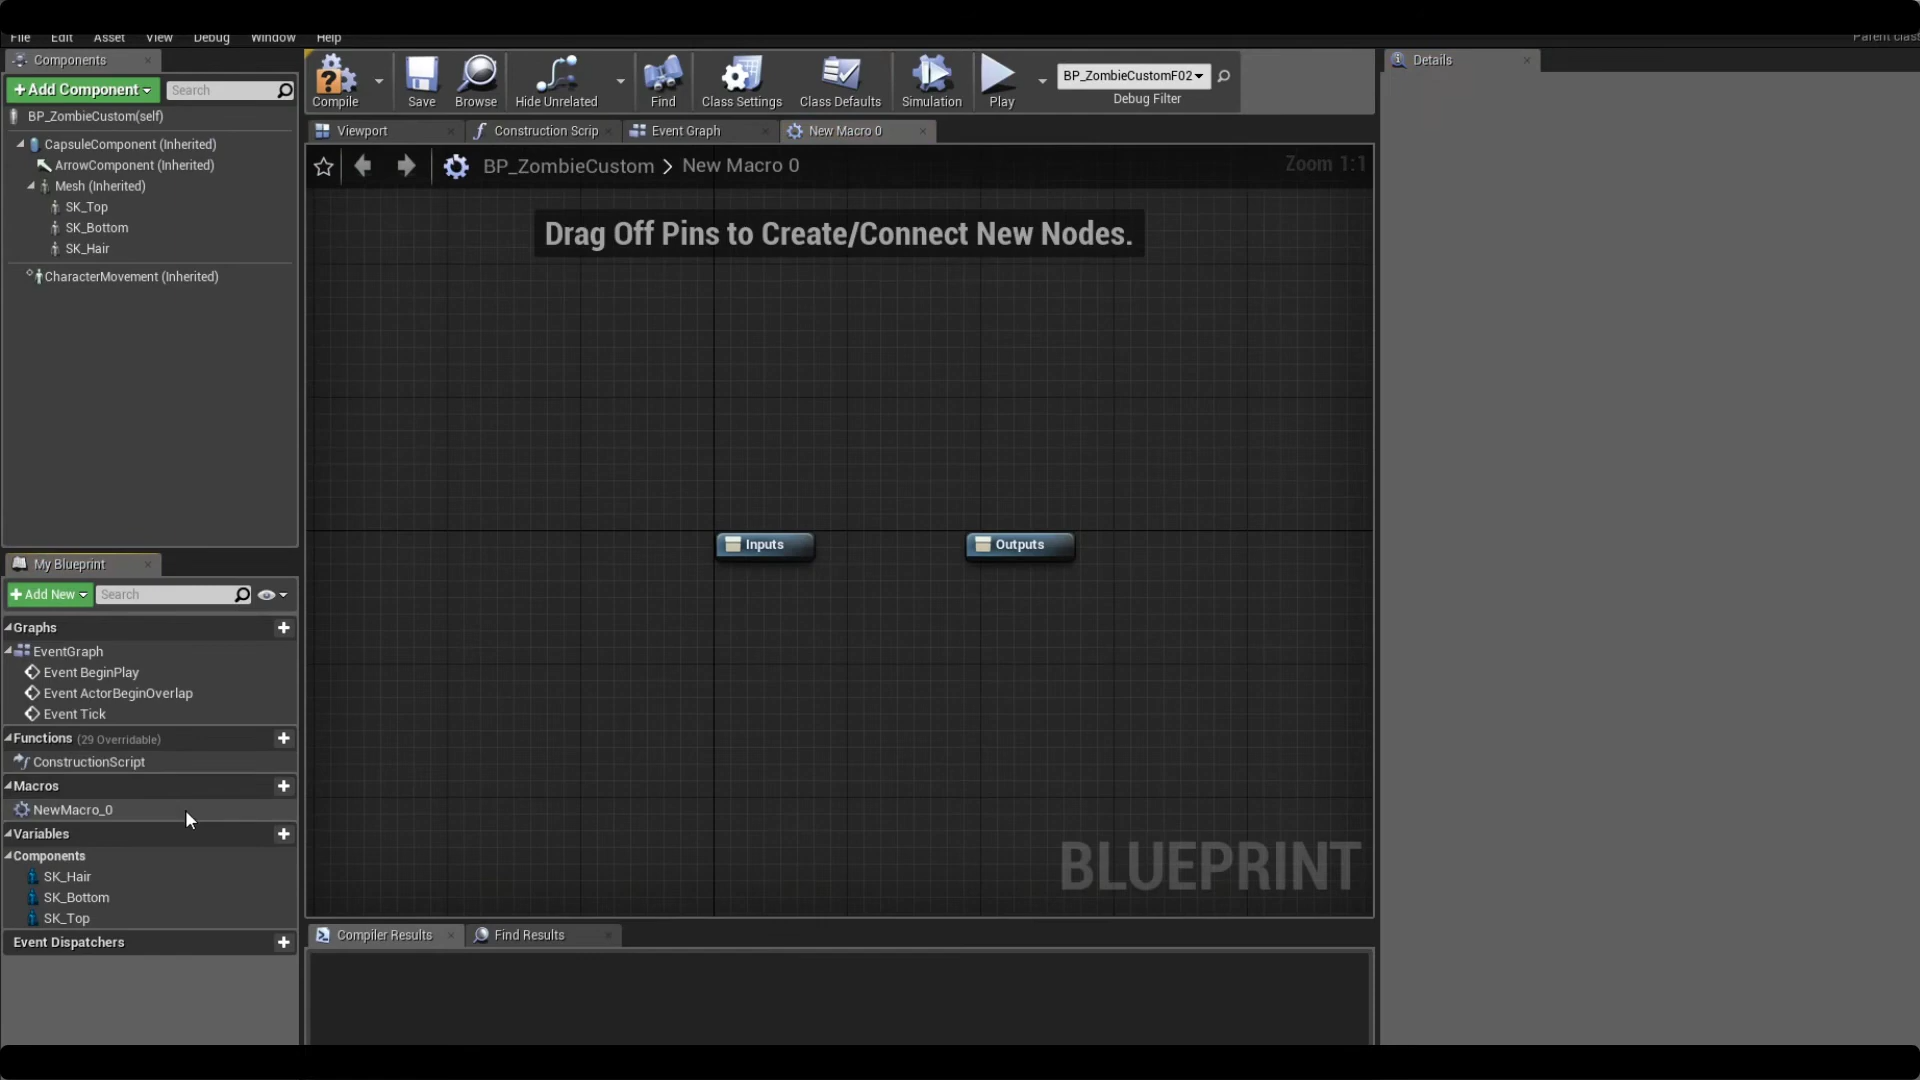 File Edit Asset View Debug Window Help
Parent clas
Components
+Add Component
Search
BP_ZombieCustom(self)
CapsuleComponent (Inherited)
ArrowComponent (Inherited)
Mesh (Inherited)
SK_Top
SK_Bottom
SK_Hair
CharacterMovement (Inherited)
My Blueprint
+Add New
Search
Graphs
EventGraph
Event BeginPlay
Event ActorBeginOverlap
Event Tick
Functions (29 Overridable)
ConstructionScript
Macros
NewMacro_0
Variables
Components
SK_Hair
SK_Bottom
SK_Top
Event Dispatchers
Compile Save Browse Hide Unrelated Find Class Settings Class Defaults Simulation Play
BP_ZombieCustomF02
Debug Filter
Viewport Construction Scrip Event Graph New Macro 0
BP_ZombieCustom > New Macro 0
Zoom 1:1
Drag Off Pins to Create/Connect New Nodes.
Inputs
Outputs
BLUEPRINT
Compiler Results Find Results
Details